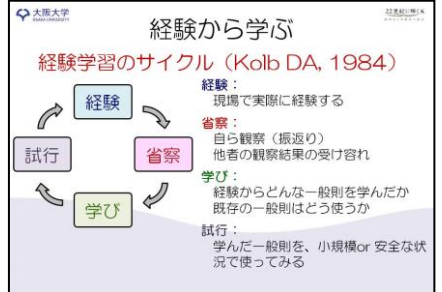 大阪大学
OSAKA UNIVERSITY
経験から学ぶ
経験学習のサイクル（Kolb DA, 1984）
経験
省察
学び
試行
経験：
現場で実際に経験する
省察：
自ら観察（振返り）
他者の観察結果の受け容れ
学び：
経験からどんな一般則を学んだか
既存の一般則はどう使うか
試行：
学んだ一般則を、小規模or 安全な状
況で使ってみる